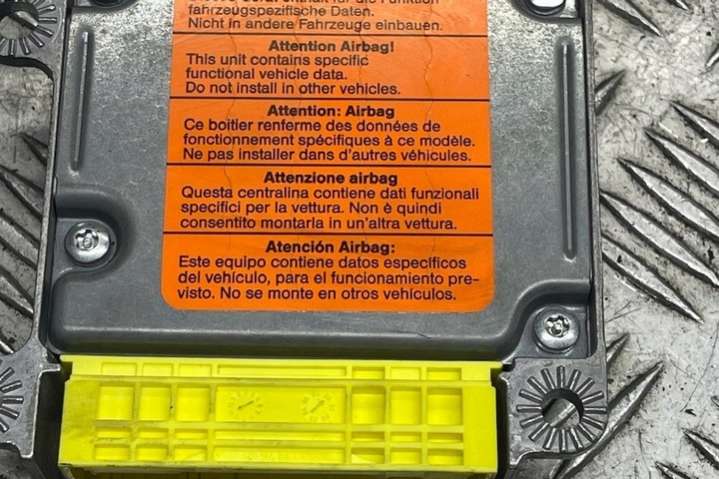 fahrzeugspezifische Daten.
Nicht in andere Fahrzeuge einbauen.
Attention Airbag!
This unit contains specific
functional vehicle data.
Do not install in other vehicles.
Attention: Airbag
Ce boitier renferme des données de
fonctionnement spécifiques à ce modèle.
Ne pas installer dans d'autres véhicules.
Attenzione airbag
Questa centralina contiene dati funzionali
specifici per la vettura. Non è quindi
consentito montarla in un'altra vettura.
Atención Airbag:
Este equipo contiene datos específicos
del vehículo, para el funcionamiento pre-
visto. No se monte en otros vehículos.